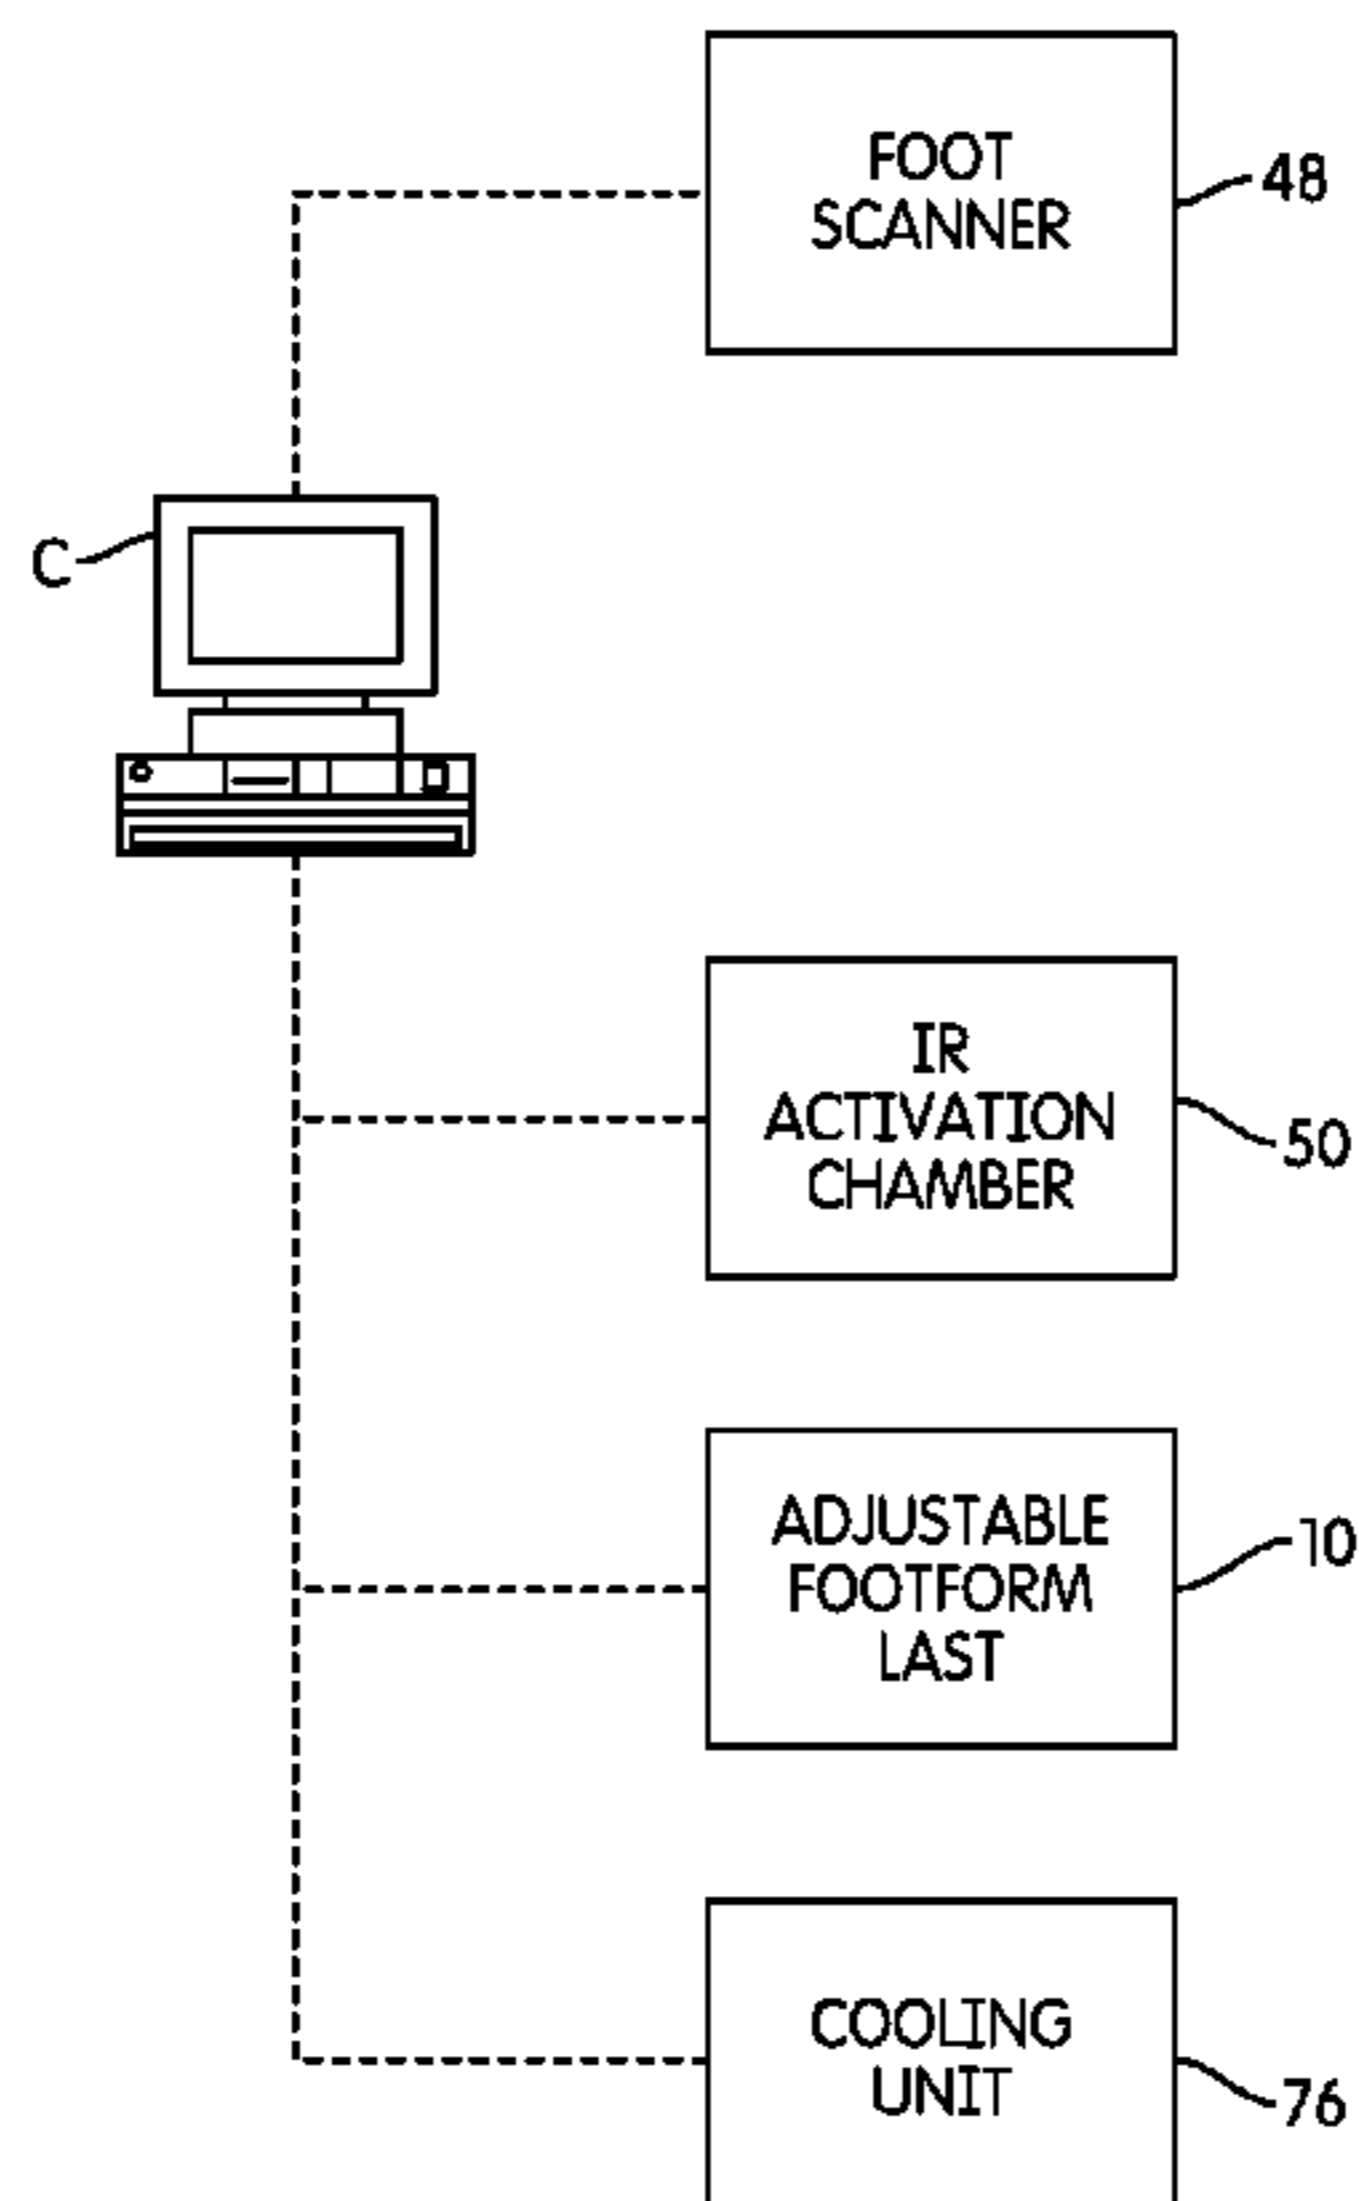 FOOT
SCANNER
48
C
IR
ACTIVATION
CHAMBER
50
ADJUSTABLE
FOOTFORM
LAST
10
COOLING
UNIT
76